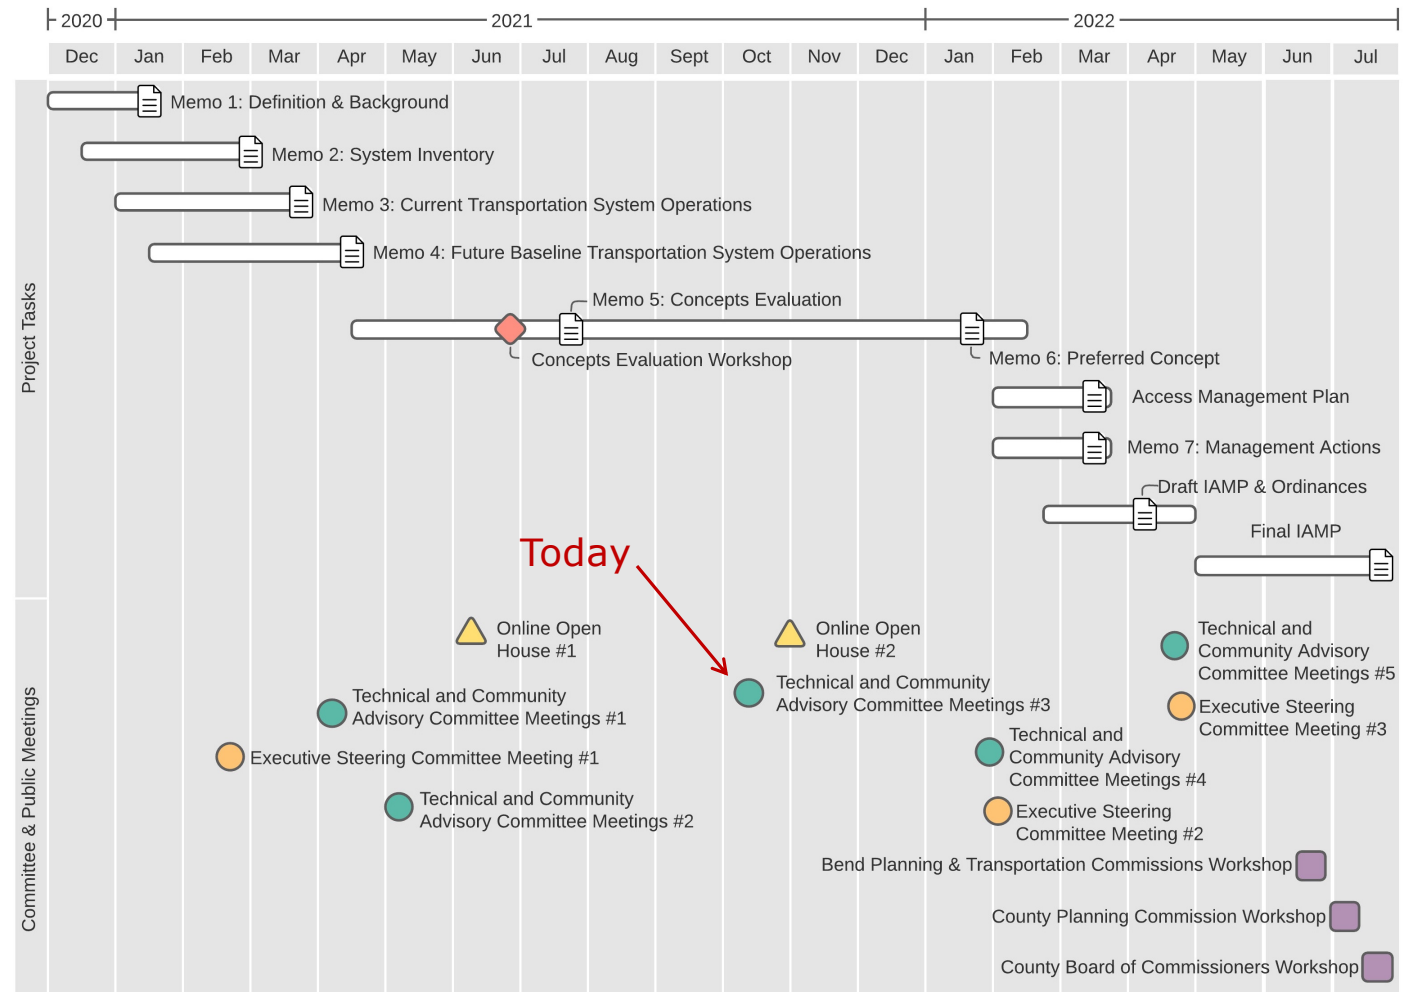 2020 2021 2022
Dec Jan Feb Mar Apr May Jun Jul Aug Sept Oct Nov Dec Jan Feb Mar Apr May Jun Jul
Project Tasks
Memo 1: Definition & Background
Memo 2: System Inventory
Memo 3: Current Transportation System Operations
Memo 4: Future Baseline Transportation System Operations
Memo 5: Concepts Evaluation
Concepts Evaluation Workshop
Memo 6: Preferred Concept
Access Management Plan
Memo 7: Management Actions
Draft IAMP & Ordinances
Final IAMP
Today
Committee & Public Meetings
Online Open
House #1
Online Open
House #2
Technical and
Community Advisory
Committee Meetings #5
Technical and Community
Advisory Committee Meetings #3
Technical and Community
Advisory Committee Meetings #1
Executive Steering
Committee Meeting #3
Technical and
Community Advisory
Committee Meetings #4
Executive Steering Committee Meeting #1
Technical and Community
Advisory Committee Meetings #2
Executive Steering
Committee Meeting #2
Bend Planning & Transportation Commissions Workshop
County Planning Commission Workshop
County Board of Commissioners Workshop